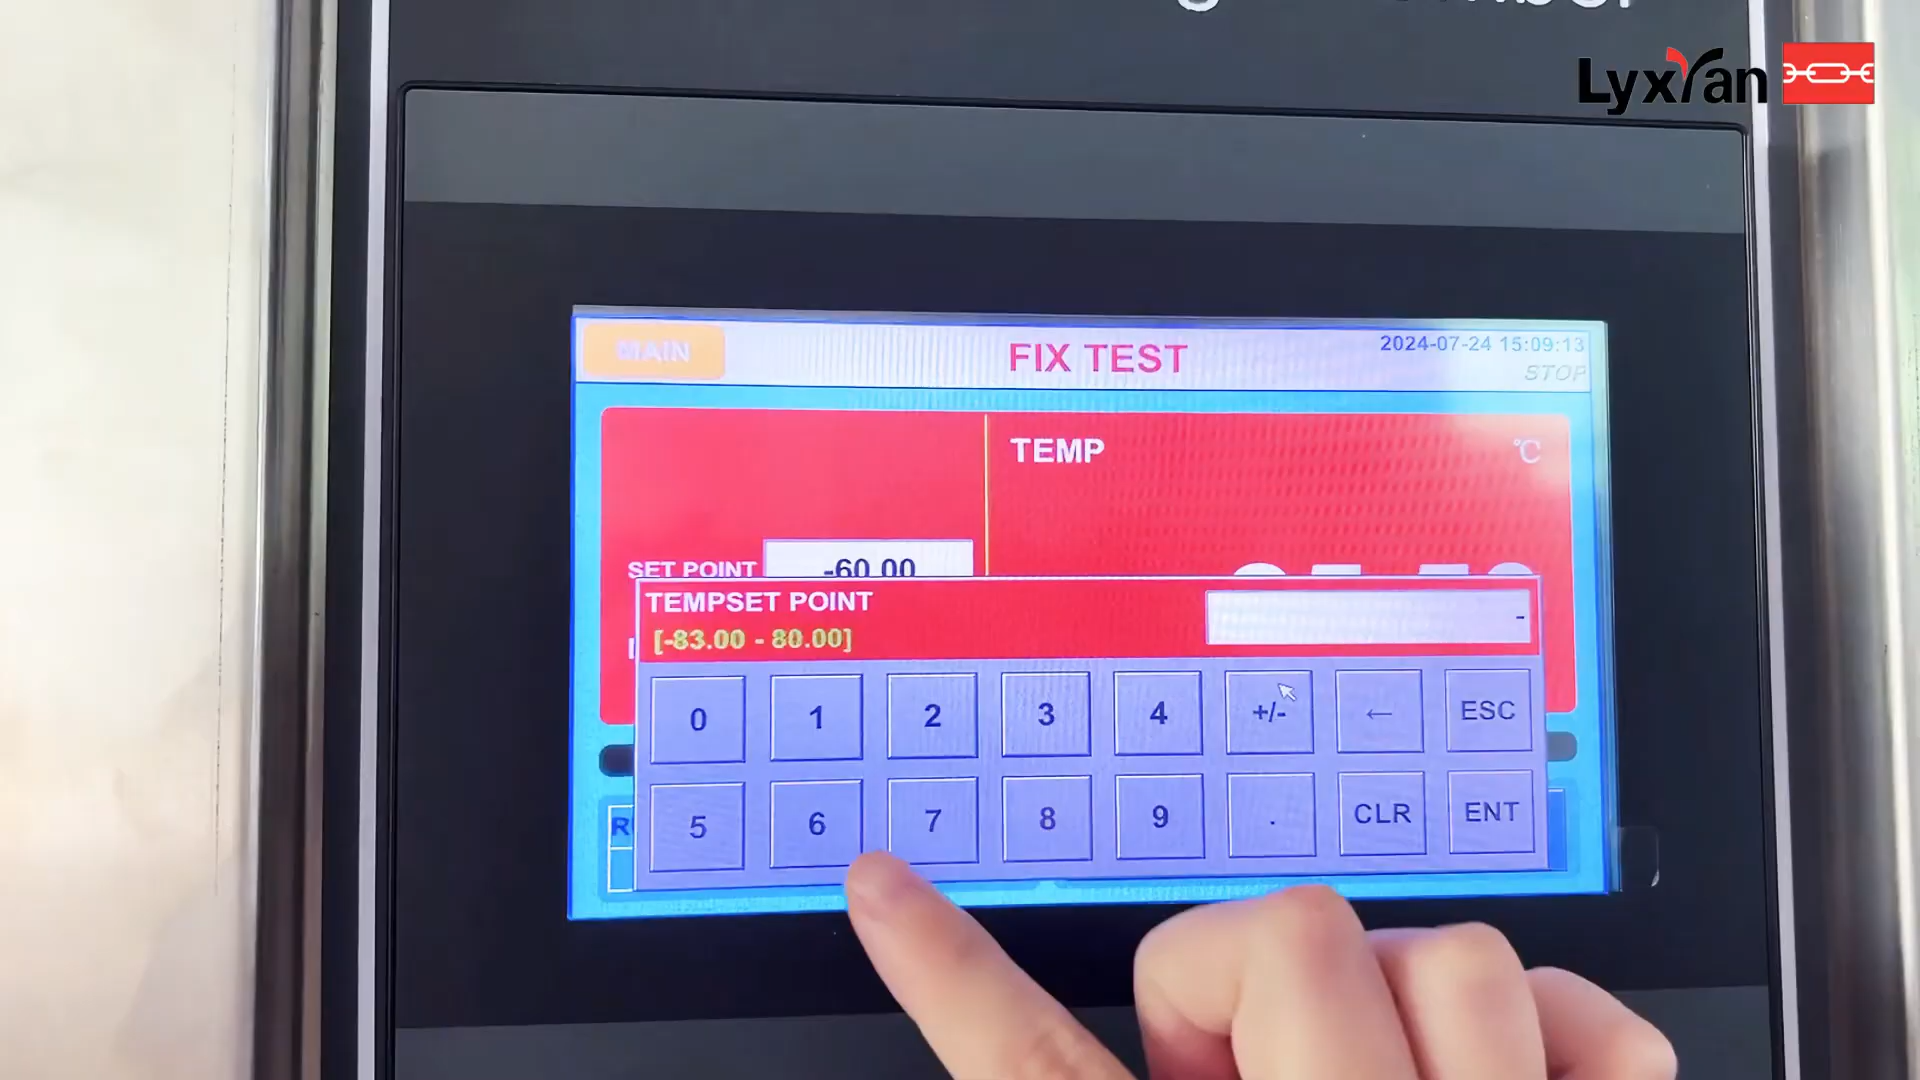 Lyxyan
MAIN
FIX TEST
2024-07-24 15:09:13
STOP
TEMP
℃
SET POINT
-60.00
TEMPSET POINT
-
[-83.00 - 80.00]
0 1 2 3 4 +/- ← ESC
5 6 7 8 9 . CLR ENT